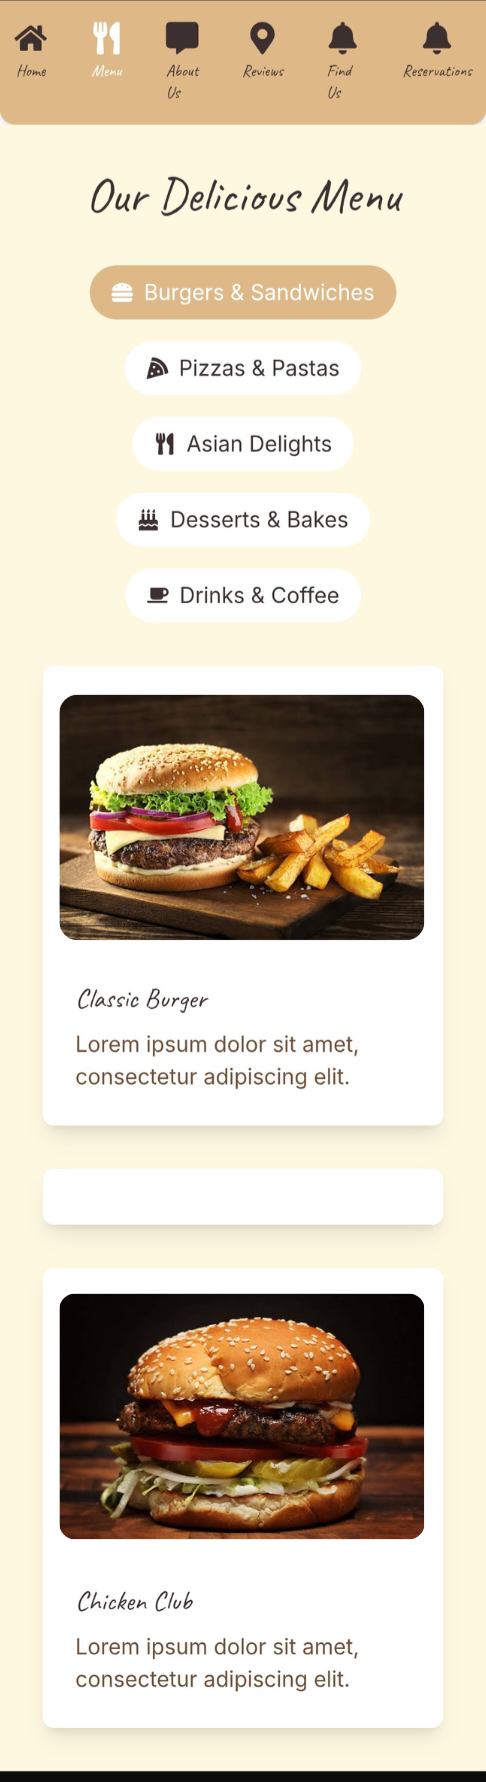 Home
Menu
About
Us
Reviews
Find
Us
Reservations
Our Delicious Menu
Burgers & Sandwiches
Pizzas & Pastas
Asian Delights
Desserts & Bakes
Drinks & Coffee
Classic Burger
Lorem ipsum dolor sit amet,
consectetur adipiscing elit.
Chicken Club
Lorem ipsum dolor sit amet,
consectetur adipiscing elit.